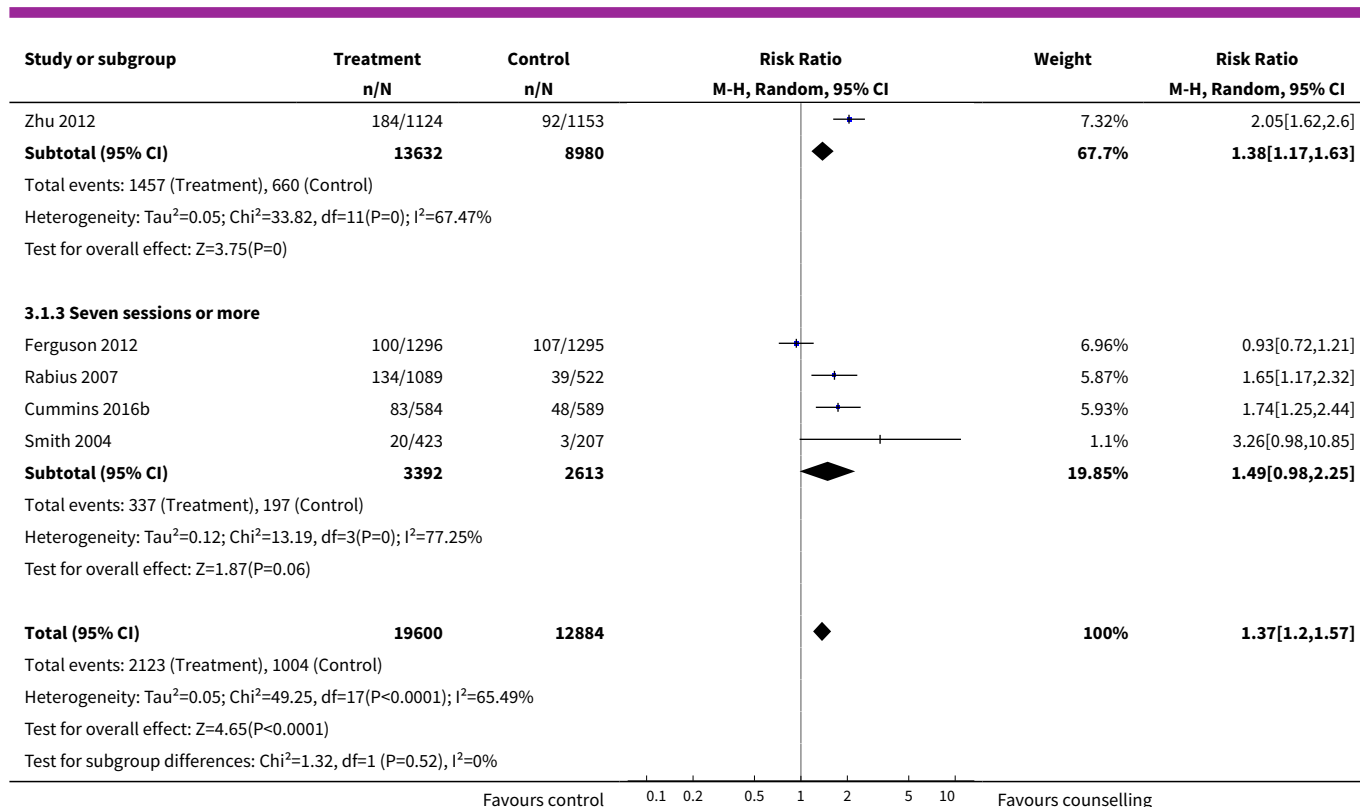 Study or subgroup Treatment Control Risk Ratio Weight Risk Ratio
n/N n/N M-H, Random, 95% CI M-H, Random, 95% CI
Zhu 2012 184/1124 92/1153 7.32% 2.05[1.62,2.6]
Subtotal (95% CI) 13632 8980 67.7% 1.38[1.17,1.63]
Total events: 1457 (Treatment), 660 (Control)
Heterogeneity: Tau²=0.05; Chi²=33.82, df=11(P=0); I²=67.47%
Test for overall effect: Z=3.75(P=0)
3.1.3 Seven sessions or more
Ferguson 2012 100/1296 107/1295 6.96% 0.93[0.72,1.21]
Rabius 2007 134/1089 39/522 5.87% 1.65[1.17,2.32]
Cummins 2016b 83/584 48/589 5.93% 1.74[1.25,2.44]
Smith 2004 20/423 3/207 1.1% 3.26[0.98,10.85]
Subtotal (95% CI) 3392 2613 19.85% 1.49[0.98,2.25]
Total events: 337 (Treatment), 197 (Control)
Heterogeneity: Tau²=0.12; Chi²=13.19, df=3(P=0); I²=77.25%
Test for overall effect: Z=1.87(P=0.06)
Total (95% CI) 19600 12884 100% 1.37[1.2,1.57]
Total events: 2123 (Treatment), 1004 (Control)
Heterogeneity: Tau²=0.05; Chi²=49.25, df=17(P<0.0001); I²=65.49%
Test for overall effect: Z=4.65(P<0.0001)
Test for subgroup differences: Chi²=1.32, df=1 (P=0.52), I²=0%
Favours control 0.1 0.2 0.5 1 2 5 10 Favours counselling